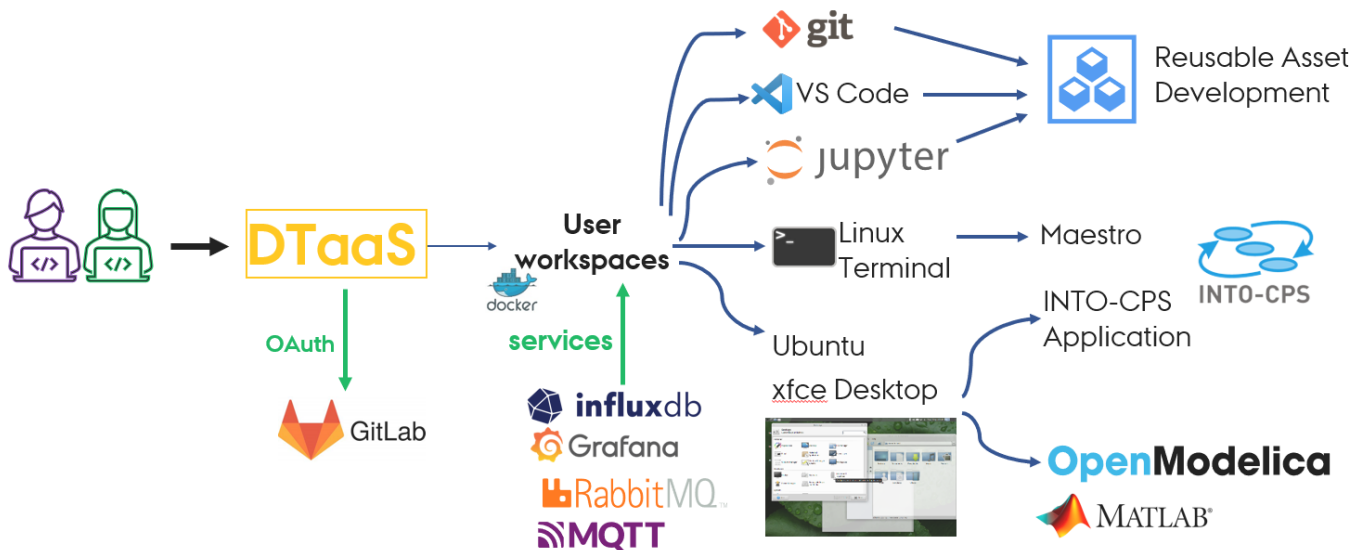 git
VS Code
jupyter
Reusable Asset
Development
</>
</>
DTaaS
User
workspaces
docker
>_
Linux
Terminal
Maestro
INTO-CPS
INTO-CPS
Application
OAuth
GitLab
services
influxdb
Grafana
RabbitMQ™
MQTT
Ubuntu
xfce Desktop
OpenModelica
MATLAB®